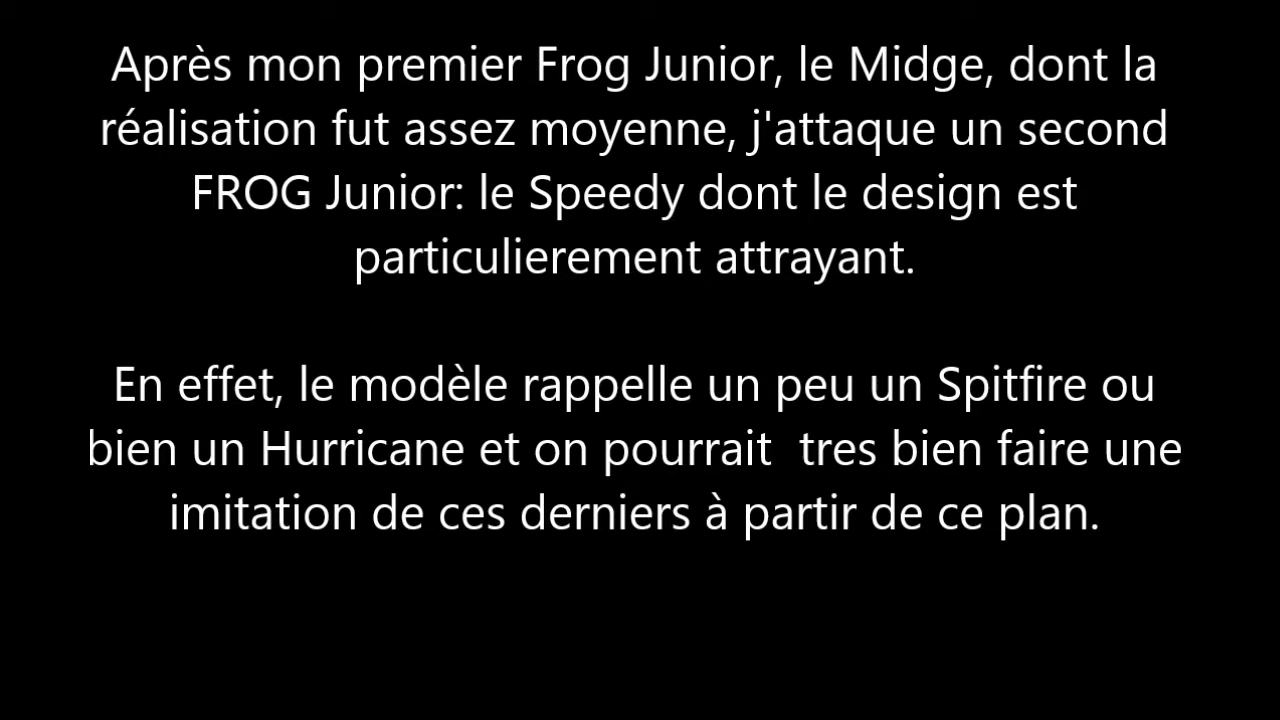 Après mon premier Frog Junior, le Midge, dont la
réalisation fut assez moyenne, j'attaque un second
FROG Junior: le Speedy dont le design est
particulierement attrayant.
En effet, le modèle rappelle un peu un Spitfire ou
bien un Hurricane et on pourrait  tres bien faire une
imitation de ces derniers à partir de ce plan.